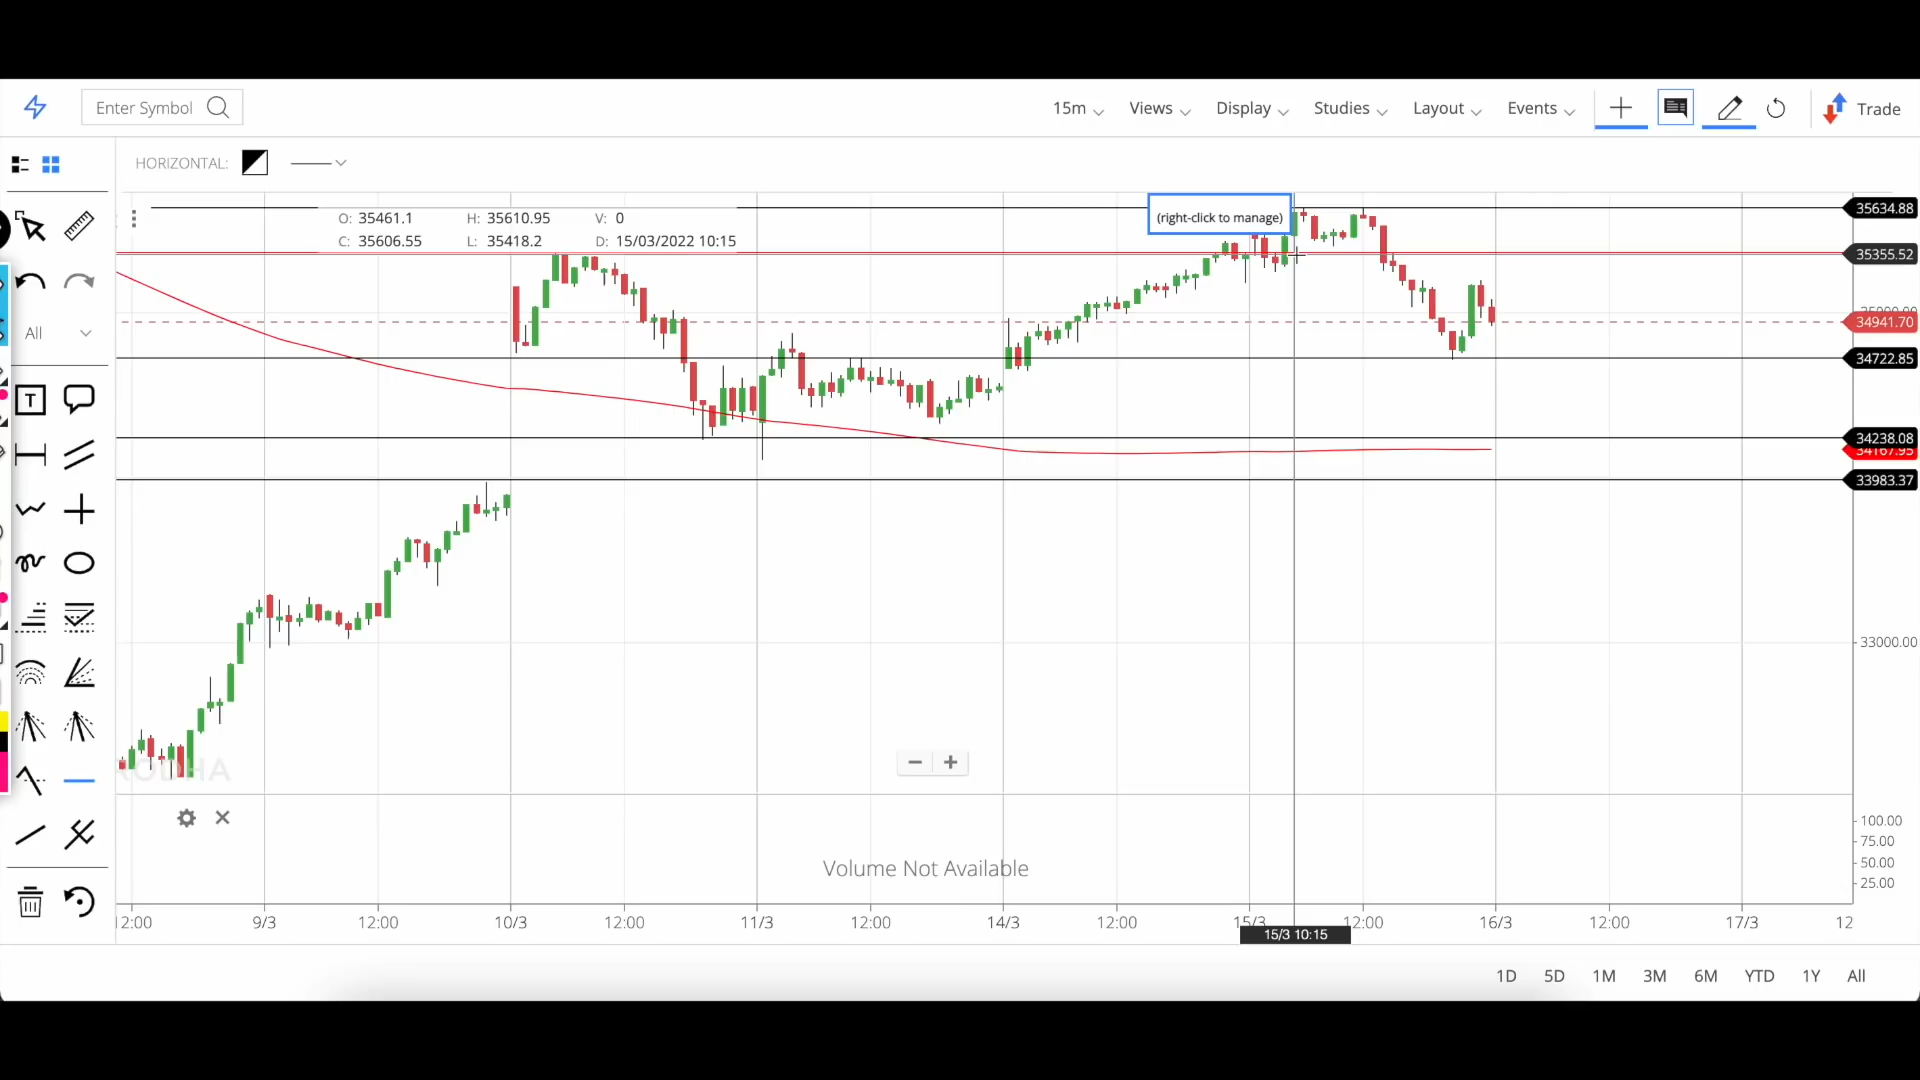 Enter Symbol
15m
Views
Display
Studies
Layout
Events
Trade
HORIZONTAL:
O: 35461.1 H: 35610.95 V: 0
C: 35606.55 L: 35418.2 D: 15/03/2022 10:15
(right-click to manage)
35634.88
35355.52
34941.70
34722.85
34238.08
34167.95
33983.37
33000.00
All
T
Volume Not Available
100.00
75.00
50.00
25.00
12:00 9/3 12:00 10/3 12:00 11/3 12:00 14/3 12:00 15/3 12:00 16/3 12:00 17/3 12
15/3 10:15
1D 5D 1M 3M 6M YTD 1Y All